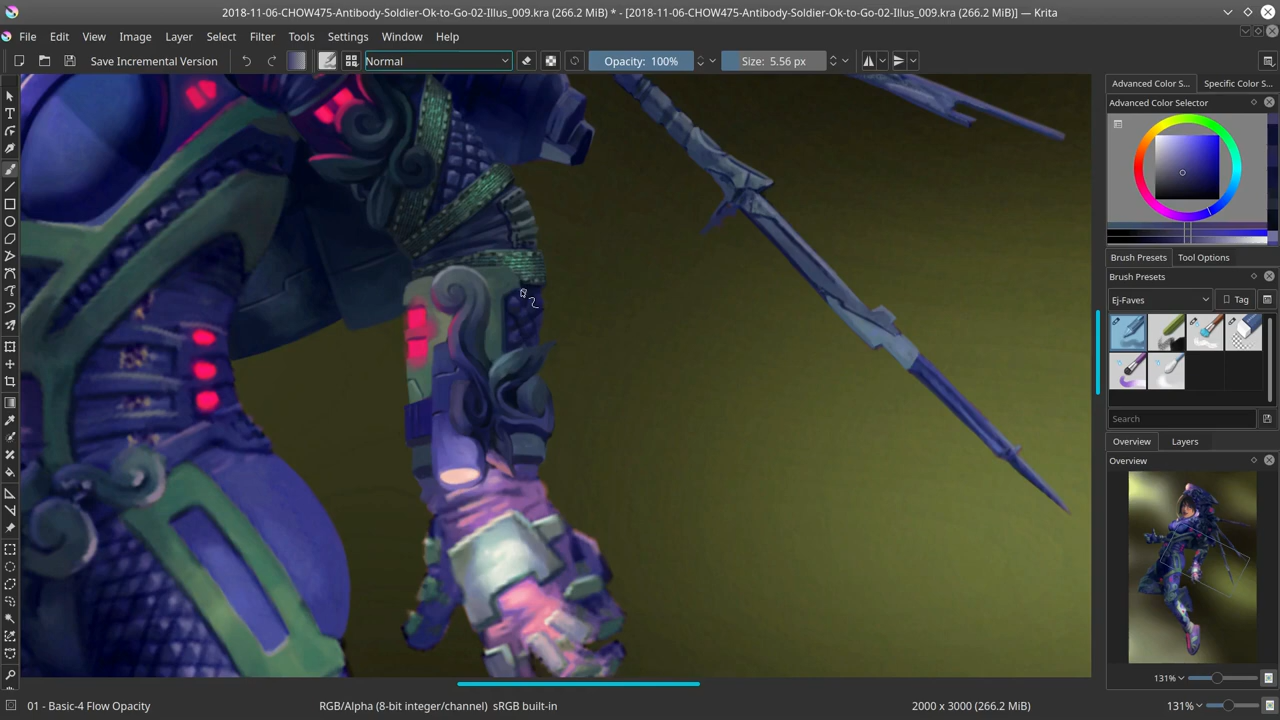 2018-11-06-CHOW475-Antibody-Soldier-Ok-to-Go-02-Illus_009.kra (266.2 MiB) * - [2018-11-06-CHOW475-Antibody-Soldier-Ok-to-Go-02-Illus_009.kra (266.2 MiB)] — Krita
File Edit View Image Layer Select Filter Tools Settings Window Help
Save Incremental Version Normal Opacity: 100% Size: 5.56 px
Advanced Color S... Specific Color S...
Advanced Color Selector
Brush Presets Tool Options
Brush Presets
Ej-Faves Tag
Search
Overview Layers
Overview
131%
01 - Basic-4 Flow Opacity RGB/Alpha (8-bit integer/channel) sRGB built-in 2000 x 3000 (266.2 MiB) 131%